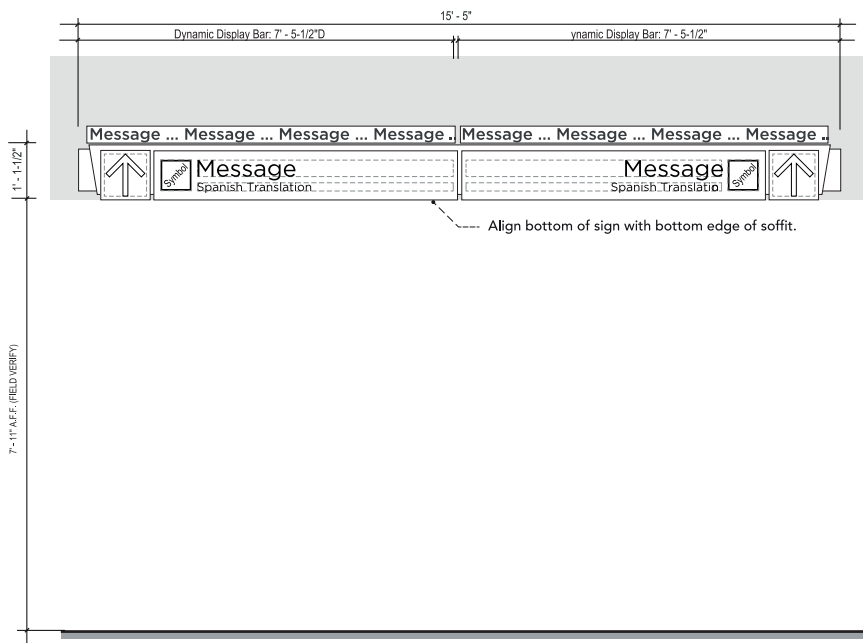 15' - 5"
Dynamic Display Bar: 7' - 5-1/2"D
ynamic Display Bar: 7' - 5-1/2"
Message ... Message ... Message ... Message ..
Message ... Message ... Message ... Message ..
1' - 1-1/2"
Symbol
Message
Spanish Translation
Message
Spanish Translatio
Symbol
Align bottom of sign with bottom edge of soffit.
7' - 11" A.F.F. (FIELD VERIFY)